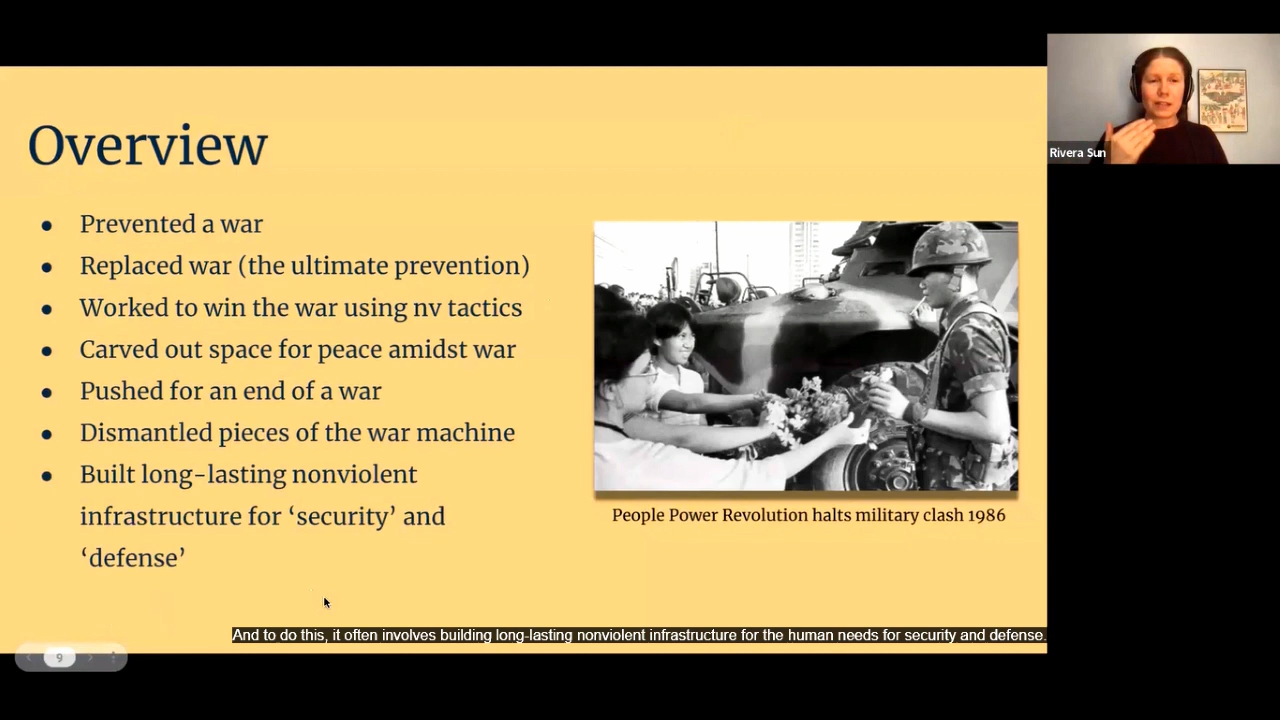 Overview
● Prevented a war
● Replaced war (the ultimate prevention)
● Worked to win the war using nv tactics
● Carved out space for peace amidst war
● Pushed for an end of a war
● Dismantled pieces of the war machine
● Built long-lasting nonviolent
infrastructure for ‘security’ and
‘defense’
People Power Revolution halts military clash 1986
Rivera Sun
And to do this, it often involves building long-lasting nonviolent infrastructure for the human needs for security and defense.
9